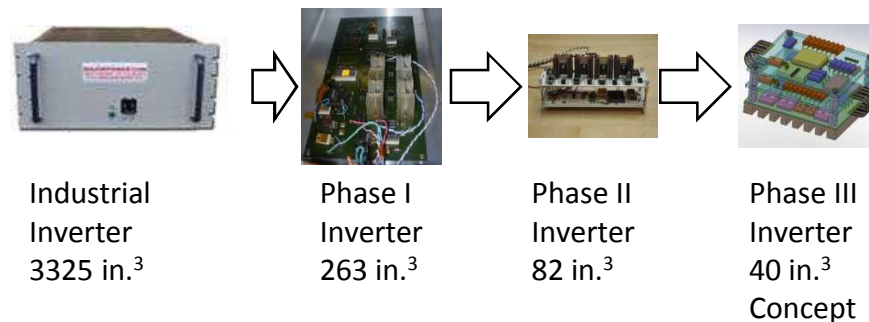 Industrial
Inverter
3325 in.³
Phase I
Inverter
263 in.³
Phase II
Inverter
82 in.³
Phase III
Inverter
40 in.³
Concept